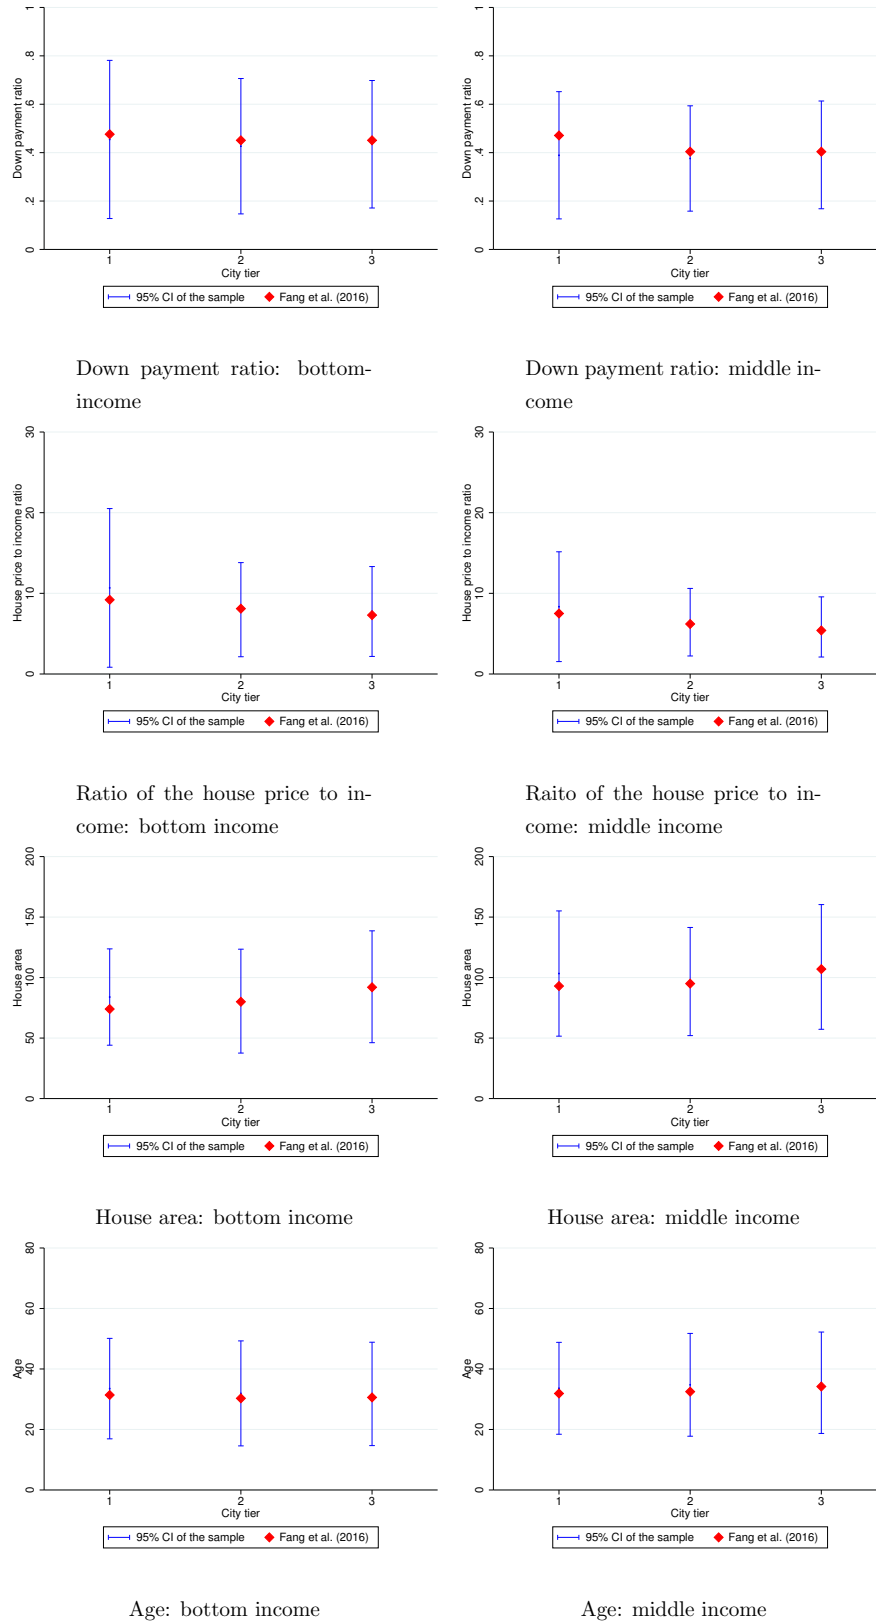 1
.8
.6
.4
.2
0
Down payment ratio
1 2 3
City tier
95% CI of the sample Fang et al. (2016)
Down payment ratio: bottom-
income
1
.8
.6
.4
.2
0
Down payment ratio
1 2 3
City tier
95% CI of the sample Fang et al. (2016)
Down payment ratio: middle in-
come
30
20
10
0
House price to income ratio
1 2 3
City tier
95% CI of the sample Fang et al. (2016)
Ratio of the house price to in-
come: bottom income
30
20
10
0
House price to income ratio
1 2 3
City tier
95% CI of the sample Fang et al. (2016)
Raito of the house price to in-
come: middle income
200
150
100
50
0
House area
1 2 3
City tier
95% CI of the sample Fang et al. (2016)
House area: bottom income
200
150
100
50
0
House area
1 2 3
City tier
95% CI of the sample Fang et al. (2016)
House area: middle income
80
60
40
20
0
Age
1 2 3
City tier
95% CI of the sample Fang et al. (2016)
Age: bottom income
80
60
40
20
0
Age
1 2 3
City tier
95% CI of the sample Fang et al. (2016)
Age: middle income